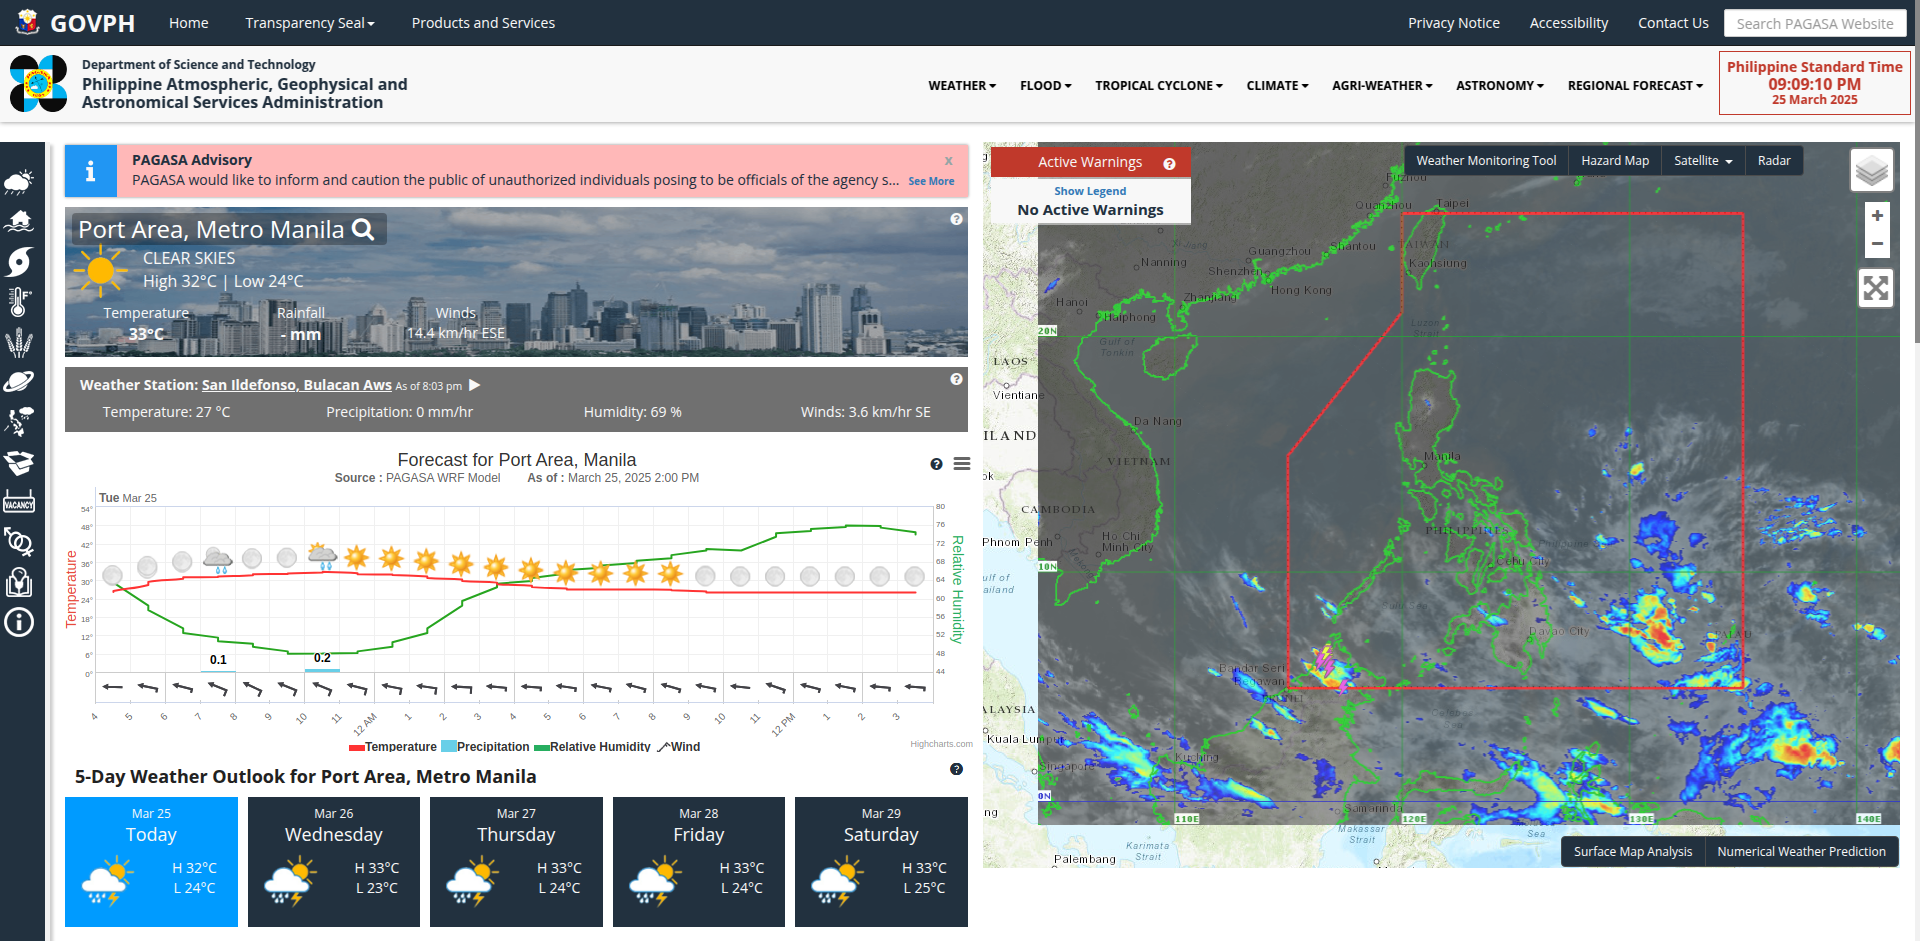 GOVPH
Home
Transparency Seal
Products and Services
Privacy Notice
Accessibility
Contact Us
Search PAGASA Website
Department of Science and Technology
Philippine Atmospheric, Geophysical and
Astronomical Services Administration
WEATHER
FLOOD
TROPICAL CYCLONE
CLIMATE
AGRI-WEATHER
ASTRONOMY
REGIONAL FORECAST
Philippine Standard Time
09:09:10 PM
25 March 2025
VACANCY
PAGASA Advisory
x
PAGASA would like to inform and caution the public of unauthorized individuals posing to be officials of the agency s... See More
Port Area, Metro Manila
CLEAR SKIES
High 32°C | Low 24°C
Temperature
Rainfall
Winds
33°C
- mm
14.4 km/hr ESE
Weather Station: San Ildefonso, Bulacan Aws As of 8:03 pm
Temperature: 27 °C
Precipitation: 0 mm/hr
Humidity: 69 %
Winds: 3.6 km/hr SE
Forecast for Port Area, Manila
Source : PAGASA WRF Model As of : March 25, 2025 2:00 PM
Tue Mar 25
54°
48°
42°
36°
30°
24°
18°
12°
6°
0°
Temperature
80
76
72
68
64
60
56
52
48
44
Relative Humidity
0.1
0.2
4
5
6
7
8
9
10
11
12 AM
1
2
3
4
5
6
7
8
9
10
11
12 PM
1
2
3
Temperature
Precipitation
Relative Humidity
Wind
Highcharts.com
5-Day Weather Outlook for Port Area, Metro Manila
Mar 25
Today
H 32°C
L 24°C
Mar 26
Wednesday
H 33°C
L 23°C
Mar 27
Thursday
H 33°C
L 24°C
Mar 28
Friday
H 33°C
L 24°C
Mar 29
Saturday
H 33°C
L 25°C
Active Warnings
Show Legend
No Active Warnings
Weather Monitoring Tool
Hazard Map
Satellite
Radar
+
−
Fuzhou
Quanzhou
Taipei
TAIWAN
Kaohsiung
Shantou
Guangzhou
Shenzhen
Hong Kong
Nanning
Zhanjiang
Hanoi
Haiphong
Gulf of
Tonkin
20N
Luzon
Strait
LAOS
Vientiane
Da Nang
ILAND
VIETNAM
Manila
ok
CAMBODIA
Phnom Penh
Ho Chi
Minh City
PHILIPPINES
Cebu City
10N
ulf of
ailand
Sulu Sea
Davao City
PALAU
Bandar Seri
Begawan
BRUNEI
ALAYSIA
Kuala Lumpur
Singapore
Kuching
0N
ng
Samarinda
110E
120E
130E
140E
Makassar
Strait
Karimata
Strait
Palembang
Sea
Surface Map Analysis
Numerical Weather Prediction